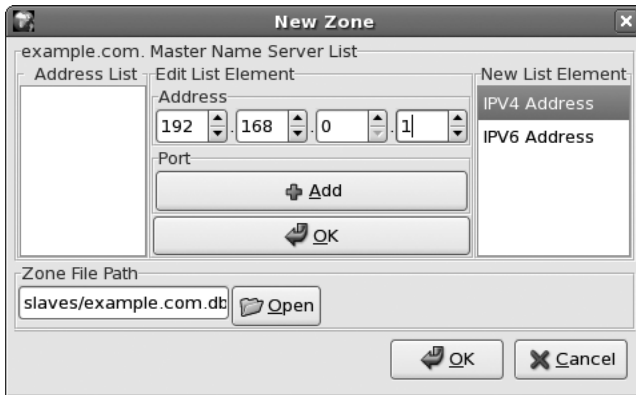 New Zone
example.com. Master Name Server List
Address List
Edit List Element
New List Element
Address
192 . 168 . 0 . 1
Port
Add
OK
IPV4 Address
IPV6 Address
Zone File Path
slaves/example.com.db
Open
OK
Cancel